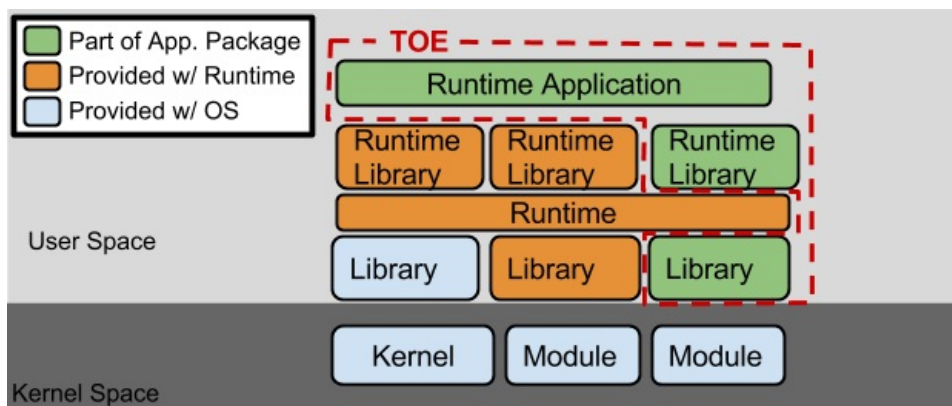 Part of App. Package
Provided w/ Runtime
Provided w/ OS
TOE
Runtime Application
Runtime Library
Runtime Library
Runtime Library
Runtime
User Space
Library
Library
Library
Kernel
Module
Module
Kernel Space